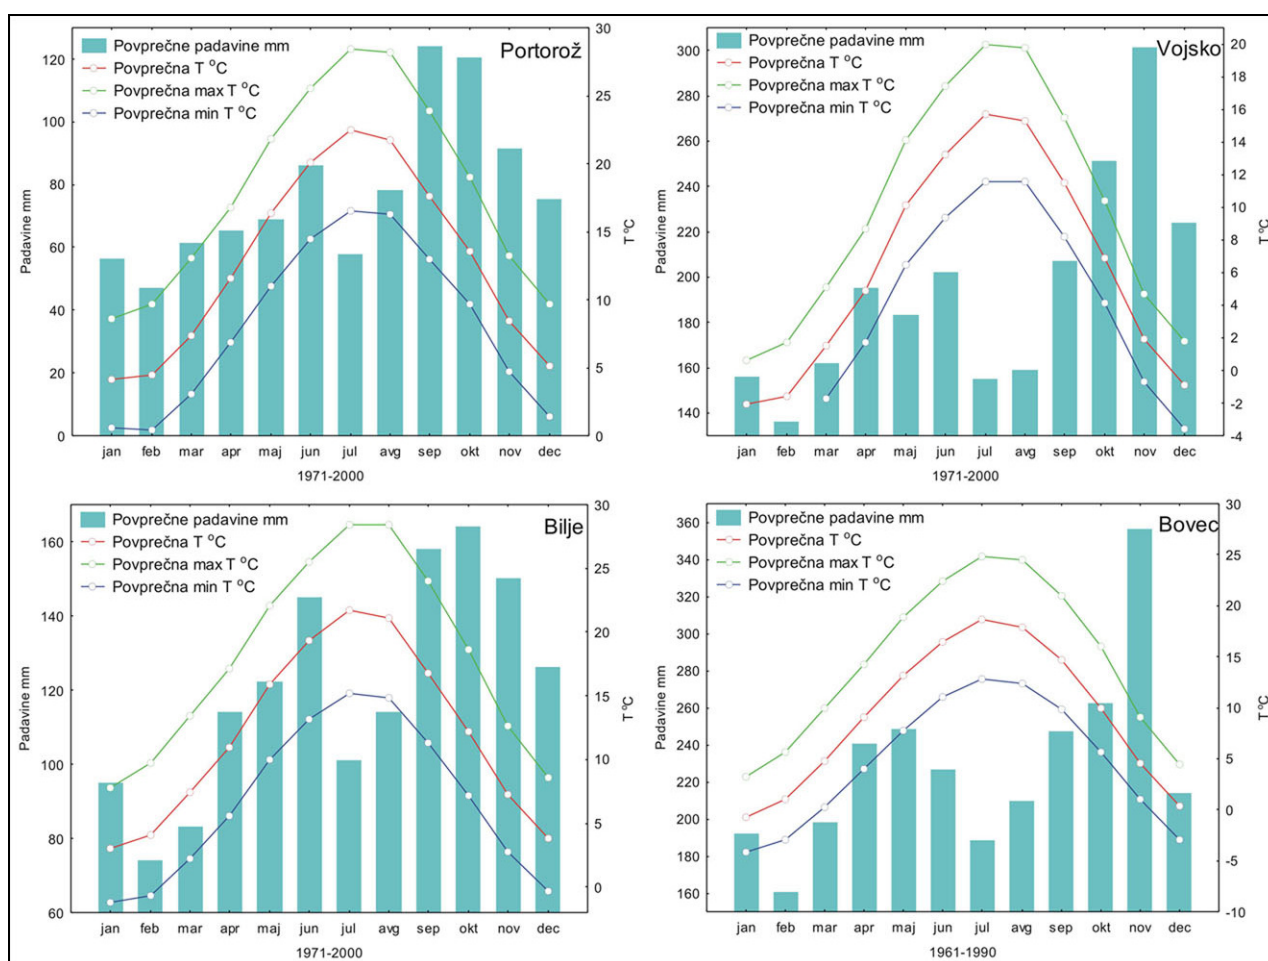 Portorož
Povprečne padavine mm
Povprečna T °C
Povprečna max T °C
Povprečna min T °C
Padavine mm
120
100
80
60
40
20
0
30
25
20
15
10
5
0
T °C
jan feb mar apr maj jun jul avg sep okt nov dec
1971-2000
Vojsko
Povprečne padavine mm
Povprečna T °C
Povprečna max T °C
Povprečna min T °C
Padavine mm
300
280
260
240
220
200
180
160
140
20
18
16
14
12
10
8
6
4
2
0
-2
-4
T °C
jan feb mar apr maj jun jul avg sep okt nov dec
1971-2000
Bilje
Povprečne padavine mm
Povprečna T °C
Povprečna max T °C
Povprečna min T °C
Padavine mm
160
140
120
100
80
60
30
25
20
15
10
5
0
T °C
jan feb mar apr maj jun jul avg sep okt nov dec
1971-2000
Bovec
Povprečne padavine mm
Povprečna T °C
Povprečna max T °C
Povprečna min T °C
Padavine mm
360
340
320
300
280
260
240
220
200
180
160
30
25
20
15
10
5
0
-5
-10
T °C
jan feb mar apr maj jun jul avg sep okt nov dec
1961-1990